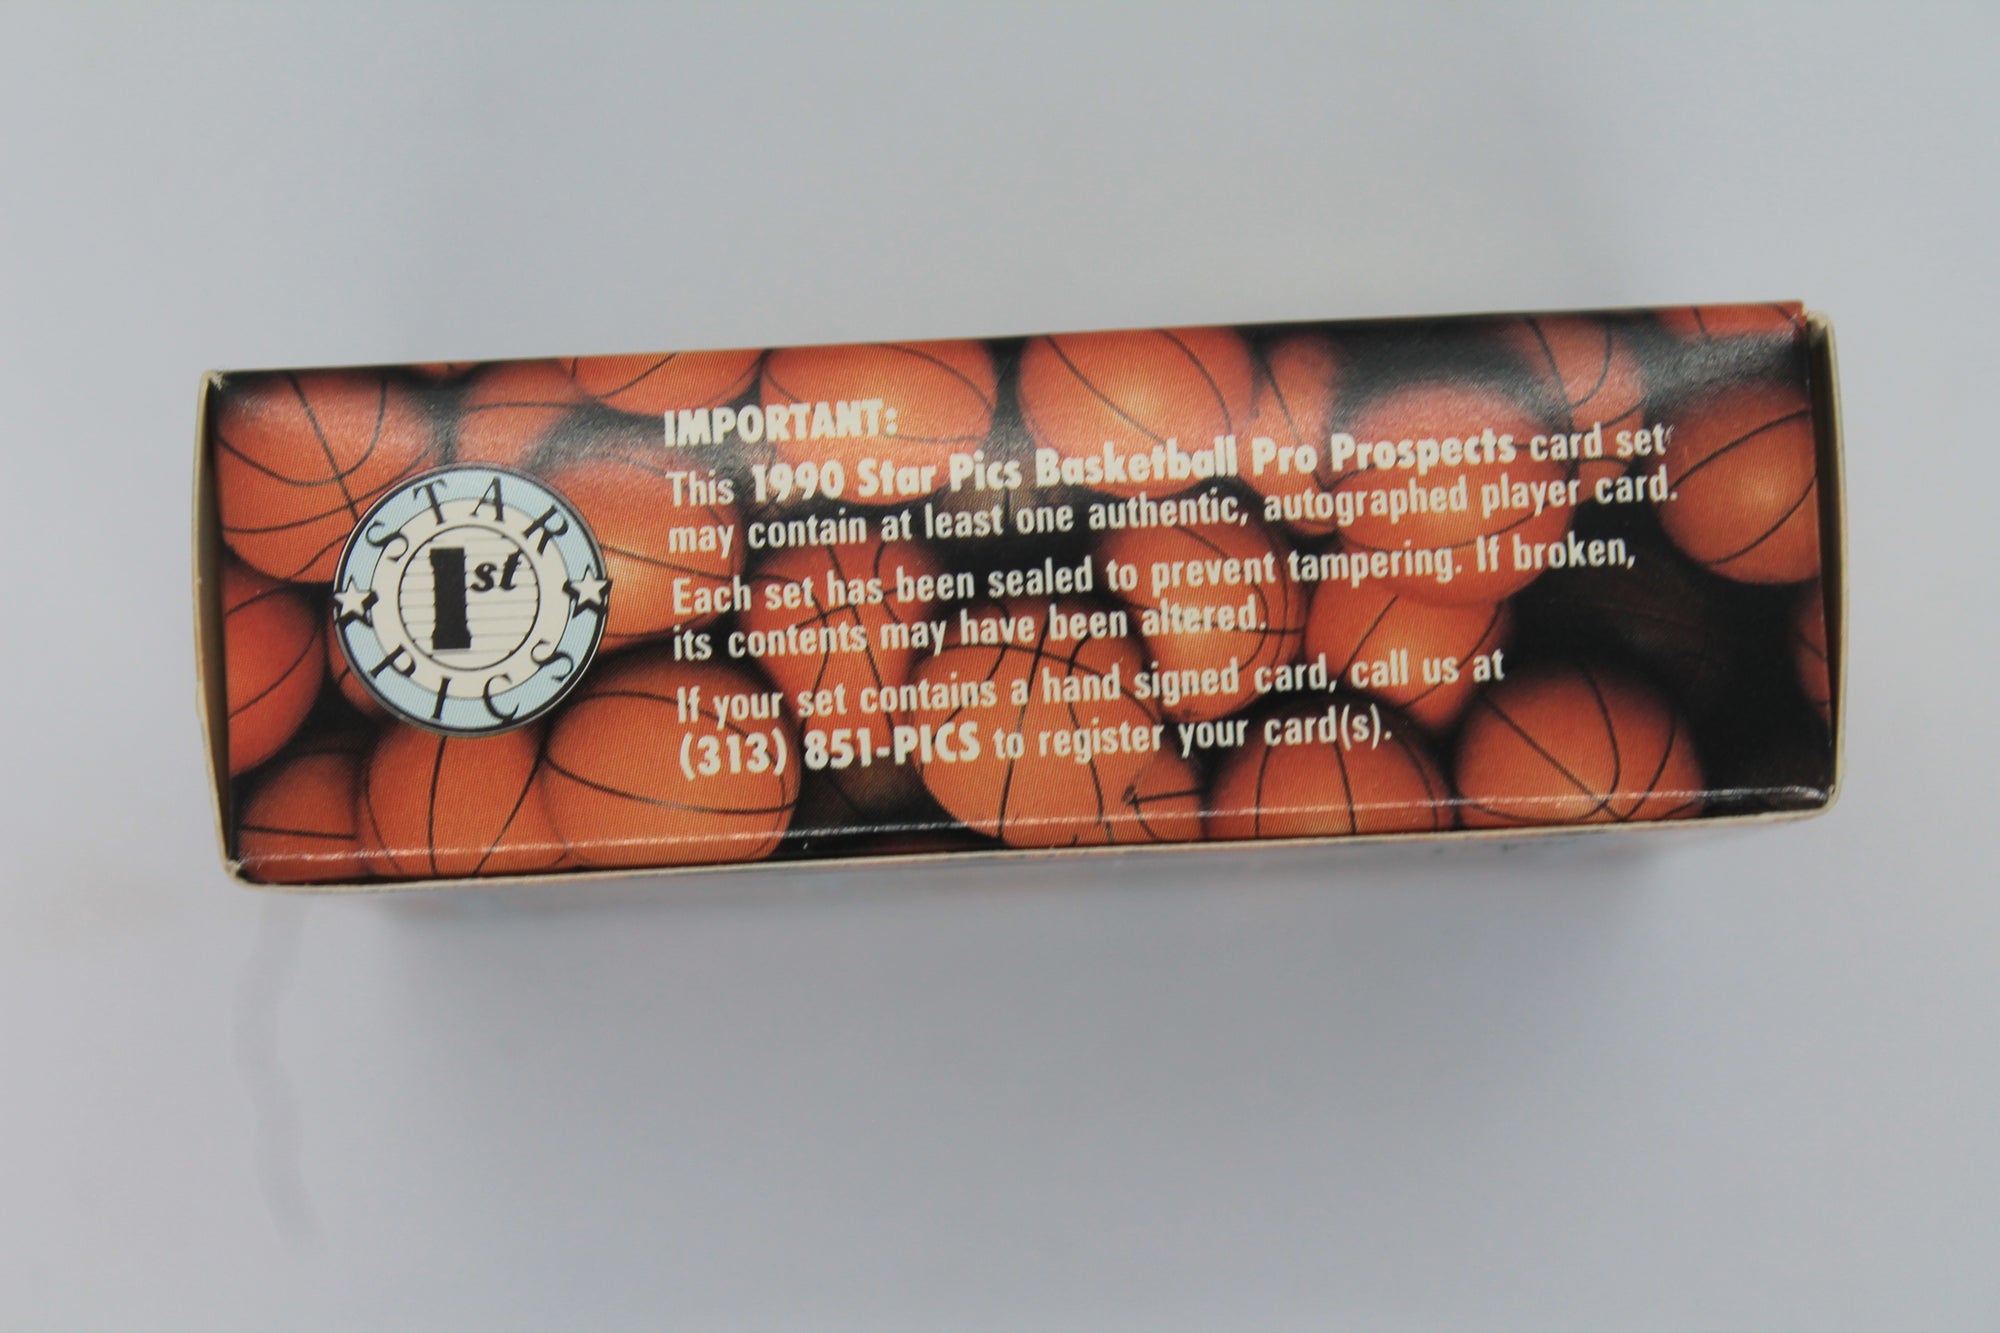 STAR
1st
PICS
IMPORTANT:
This 1990 Star Pics Basketball Pro Prospects card set
may contain at least one authentic, autographed player card.
Each set has been sealed to prevent tampering. If broken,
its contents may have been altered.
If your set contains a hand signed card, call us at
(313) 851-PICS to register your card(s).